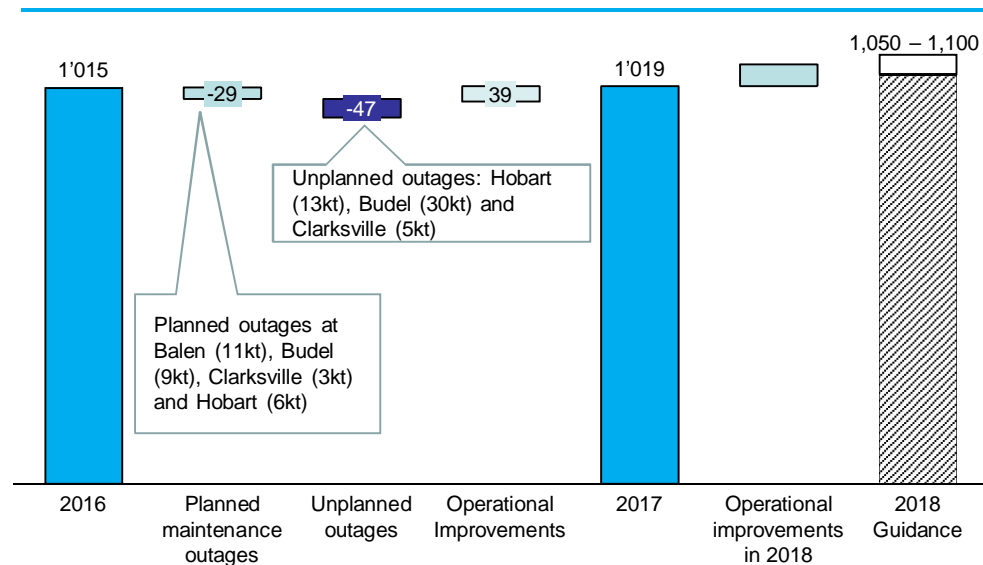 1'015
-29
-47
39
1'019
1,050 – 1,100
Unplanned outages: Hobart
(13kt), Budel (30kt) and
Clarksville (5kt)
Planned outages at
Balen (11kt), Budel
(9kt), Clarksville (3kt)
and Hobart (6kt)
2016
Planned
maintenance
outages
Unplanned
outages
Operational
Improvements
2017
Operational
improvements
in 2018
2018
Guidance